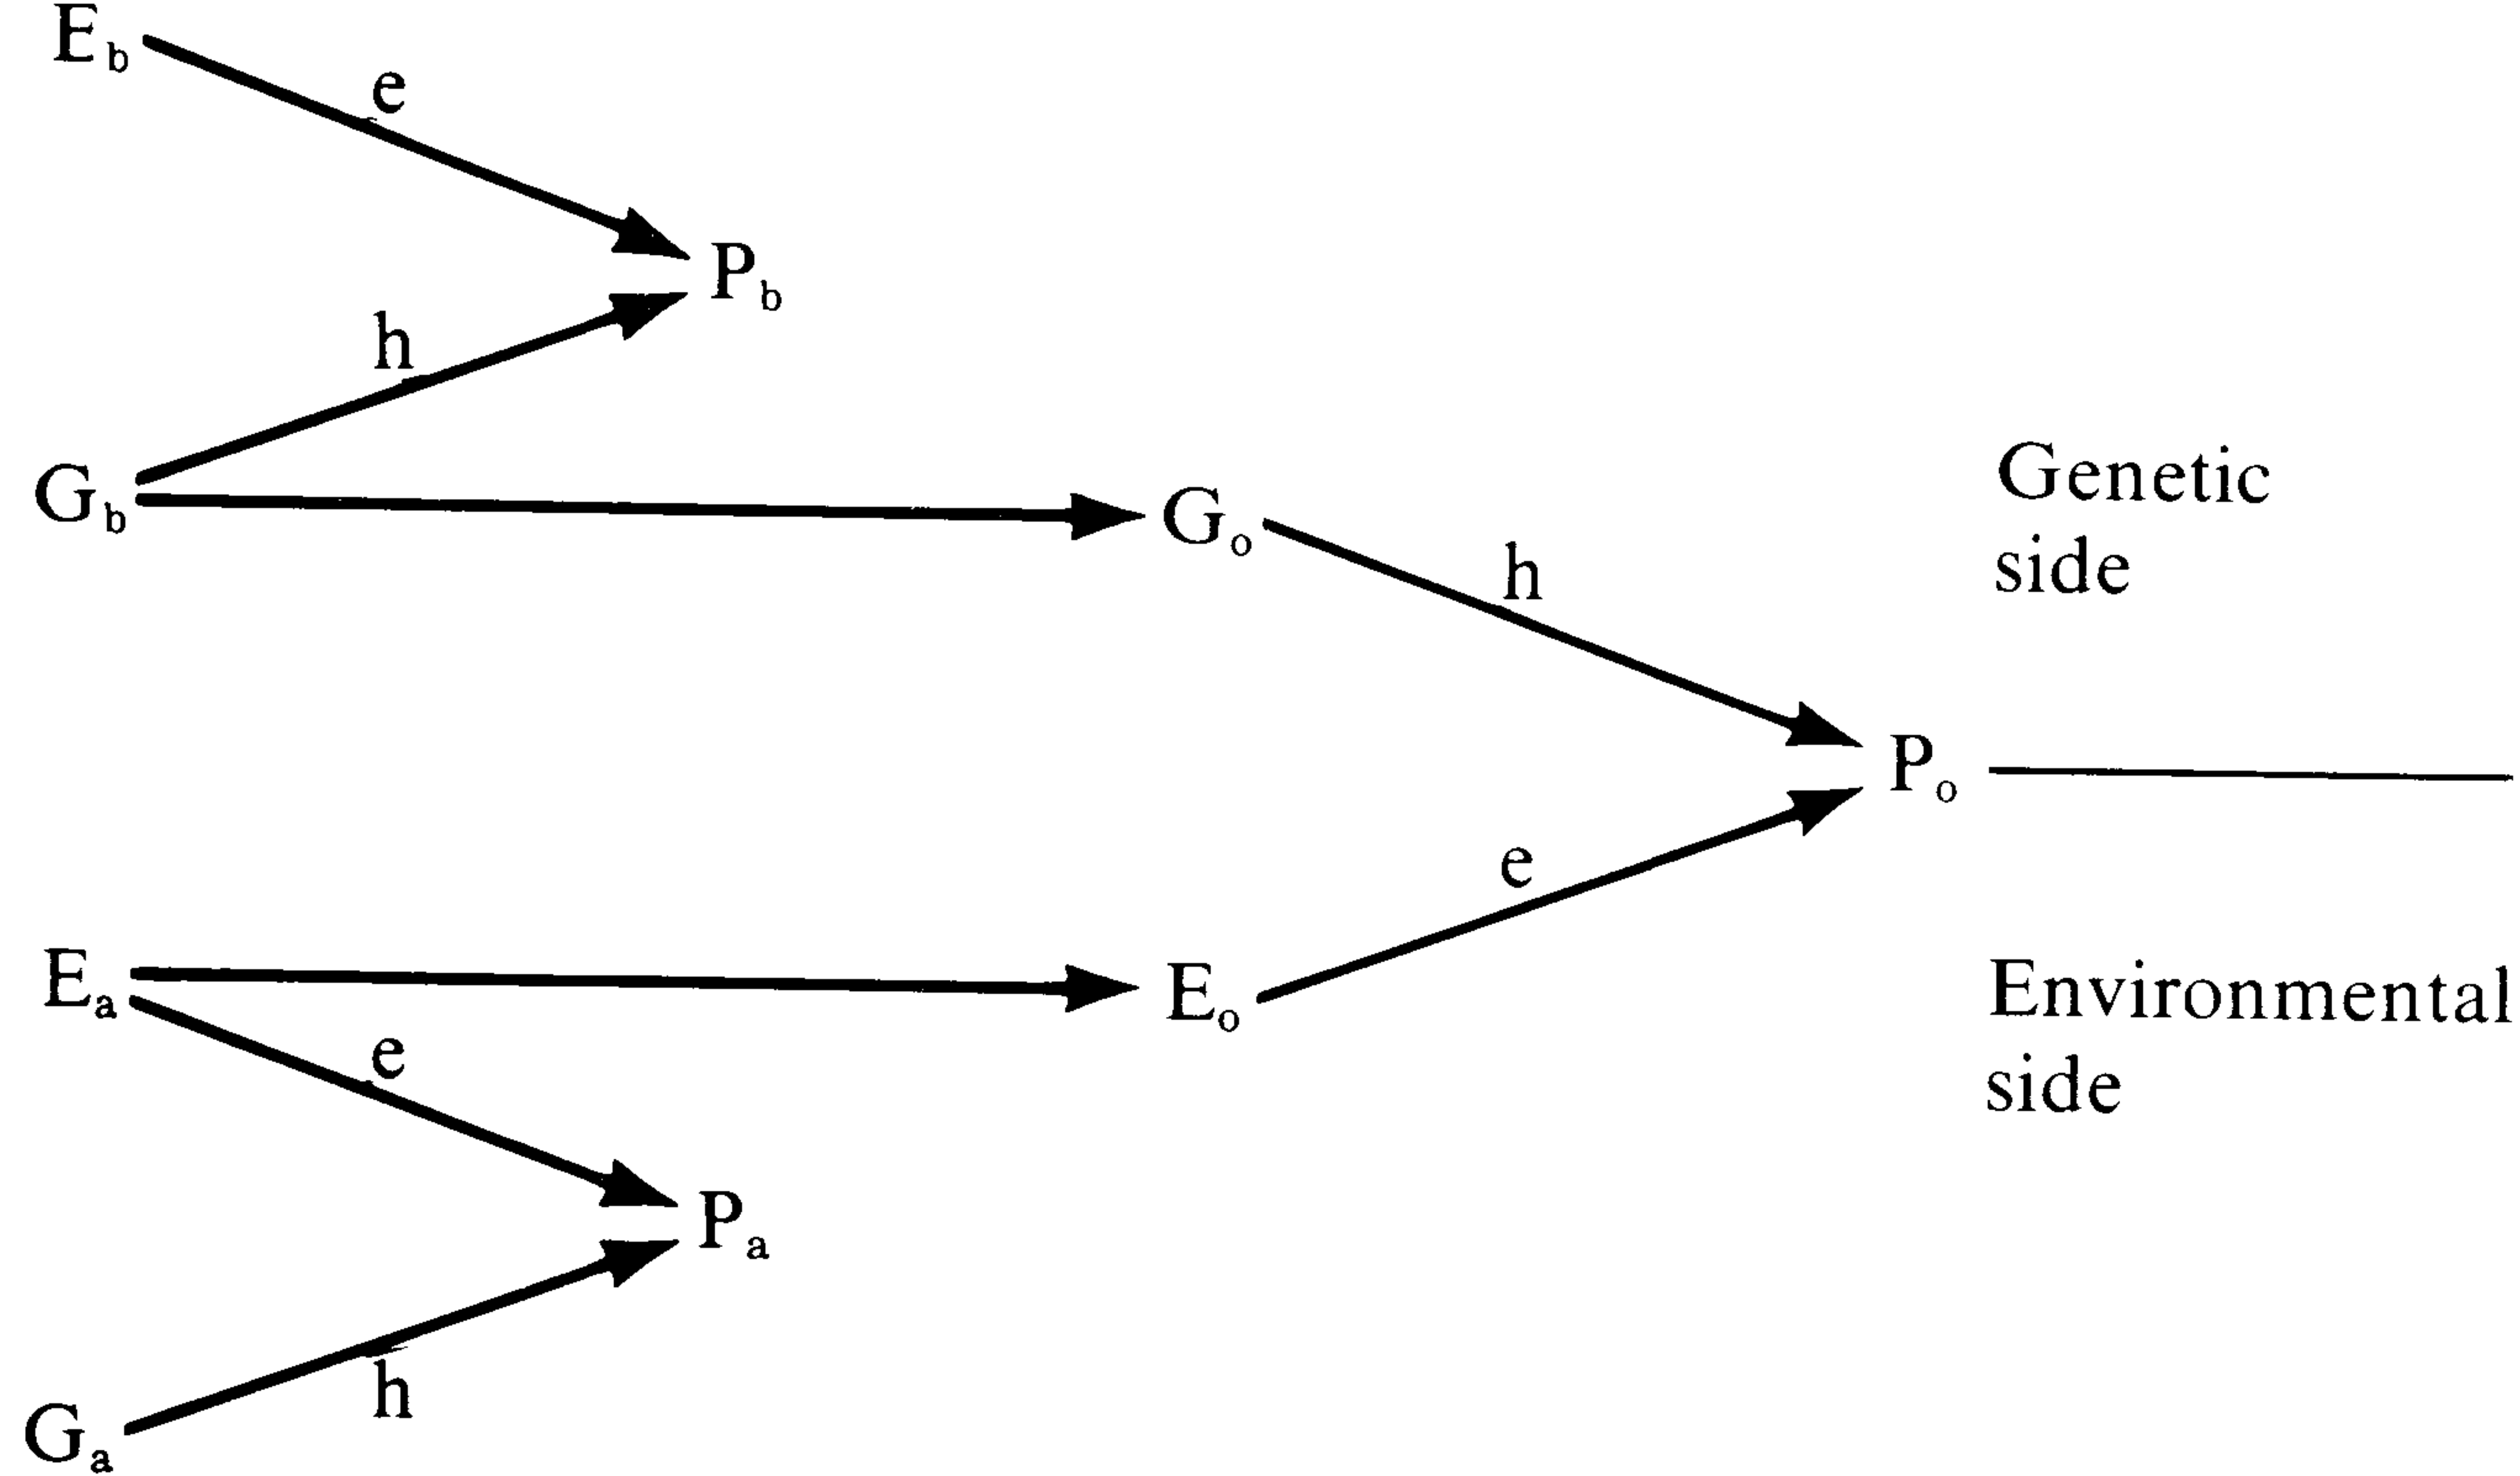 E_b
e
P_b
h
G_b
G_o
Genetic
side
h
P_o
e
E_a
E_o
Environmental
side
e
P_a
h
G_a